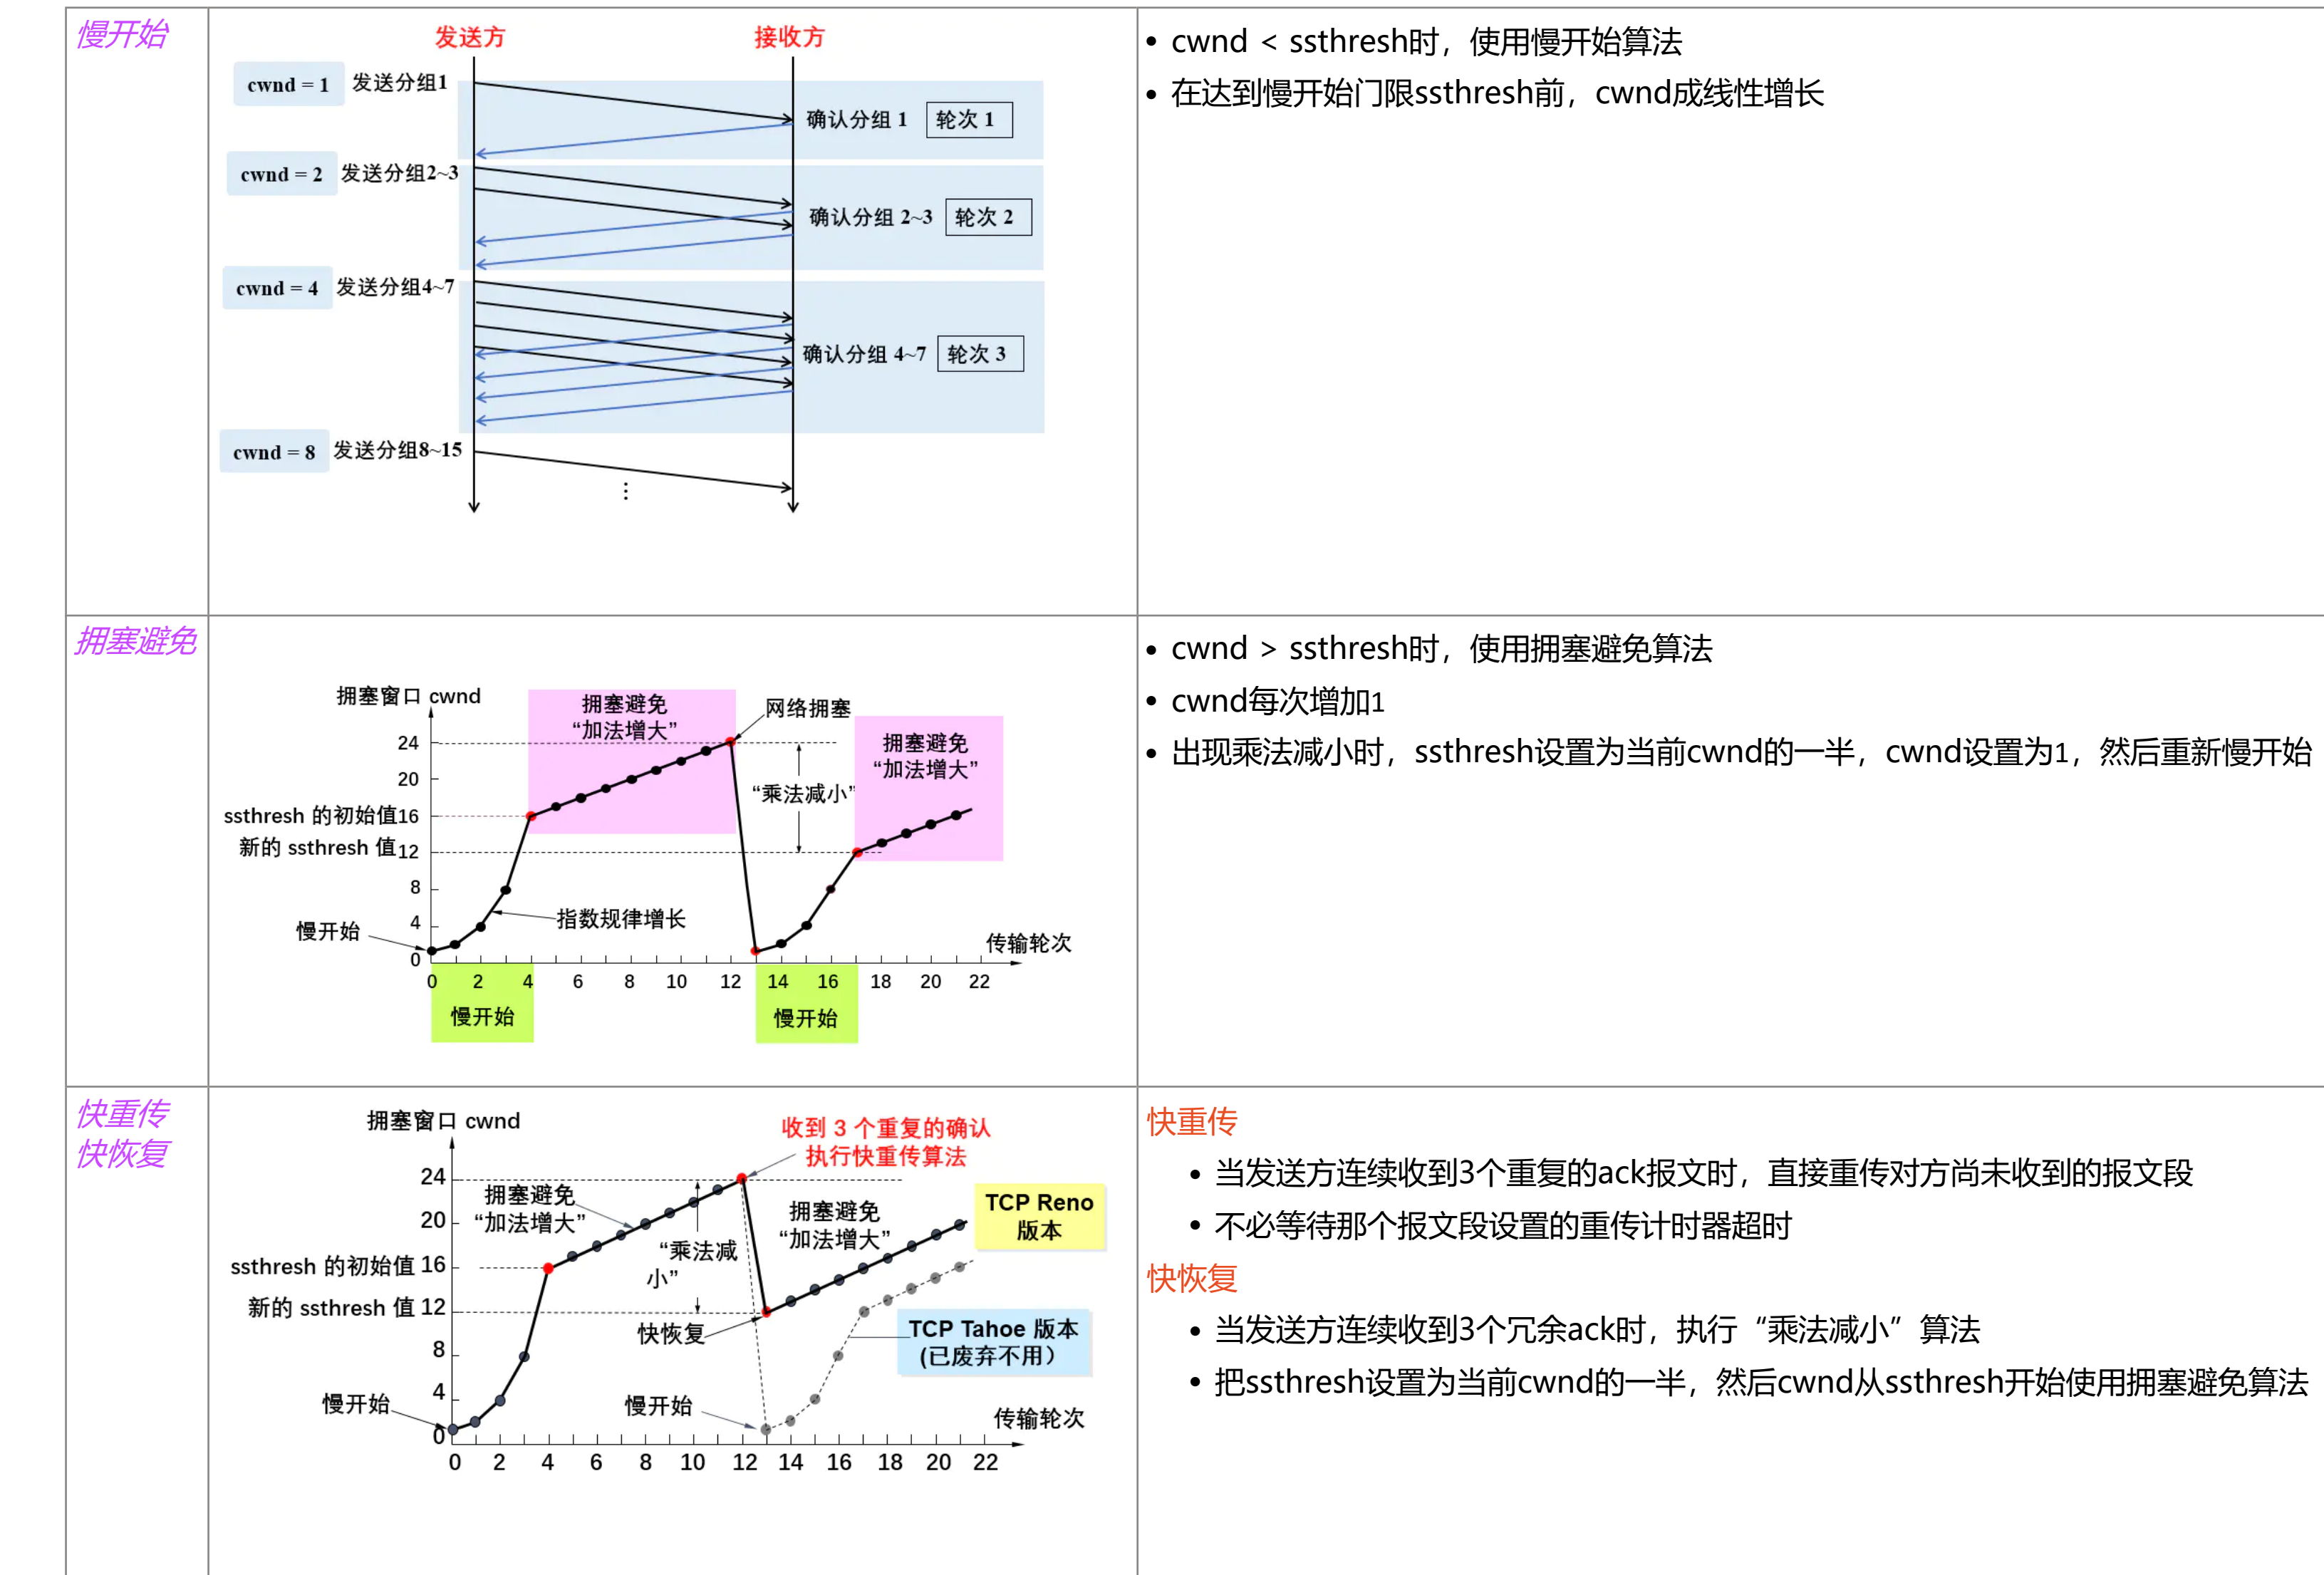 慢开始
发送方 接收方
cwnd = 1 发送分组1
确认分组 1 轮次 1
cwnd = 2 发送分组2~3
确认分组 2~3 轮次 2
cwnd = 4 发送分组4~7
确认分组 4~7 轮次 3
cwnd = 8 发送分组8~15
⋮
• cwnd < ssthresh时，使用慢开始算法
• 在达到慢开始门限ssthresh前，cwnd成线性增长
拥塞避免
拥塞窗口 cwnd
拥塞避免
“加法增大”
网络拥塞
拥塞避免
“加法增大”
24
20
“乘法减小”
ssthresh 的初始值16
新的 ssthresh 值12
8
4
0
慢开始
指数规律增长
传输轮次
0 2 4 6 8 10 12 14 16 18 20 22
慢开始 慢开始
• cwnd > ssthresh时，使用拥塞避免算法
• cwnd每次增加1
• 出现乘法减小时，ssthresh设置为当前cwnd的一半，cwnd设置为1，然后重新慢开始
快重传
快恢复
拥塞窗口 cwnd
收到 3 个重复的确认
执行快重传算法
24
拥塞避免
“加法增大”
20
拥塞避免
“加法增大”
TCP Reno
版本
“乘法减
小”
ssthresh 的初始值 16
新的 ssthresh 值 12
快恢复
TCP Tahoe 版本
(已废弃不用）
8
4
0
慢开始
慢开始
传输轮次
0 2 4 6 8 10 12 14 16 18 20 22
快重传
• 当发送方连续收到3个重复的ack报文时，直接重传对方尚未收到的报文段
• 不必等待那个报文段设置的重传计时器超时
快恢复
• 当发送方连续收到3个冗余ack时，执行“乘法减小”算法
• 把ssthresh设置为当前cwnd的一半，然后cwnd从ssthresh开始使用拥塞避免算法